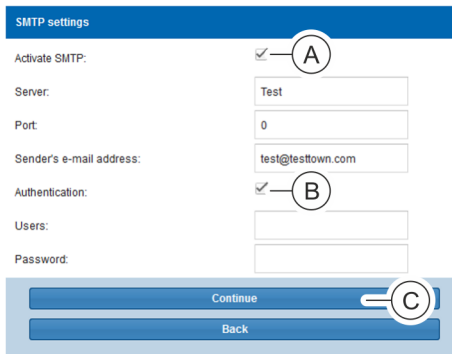 SMTP settings
Activate SMTP: A
Server: Test
Port: 0
Sender's e-mail address: test@testtown.com
Authentication: B
Users:
Password:
Continue C
Back